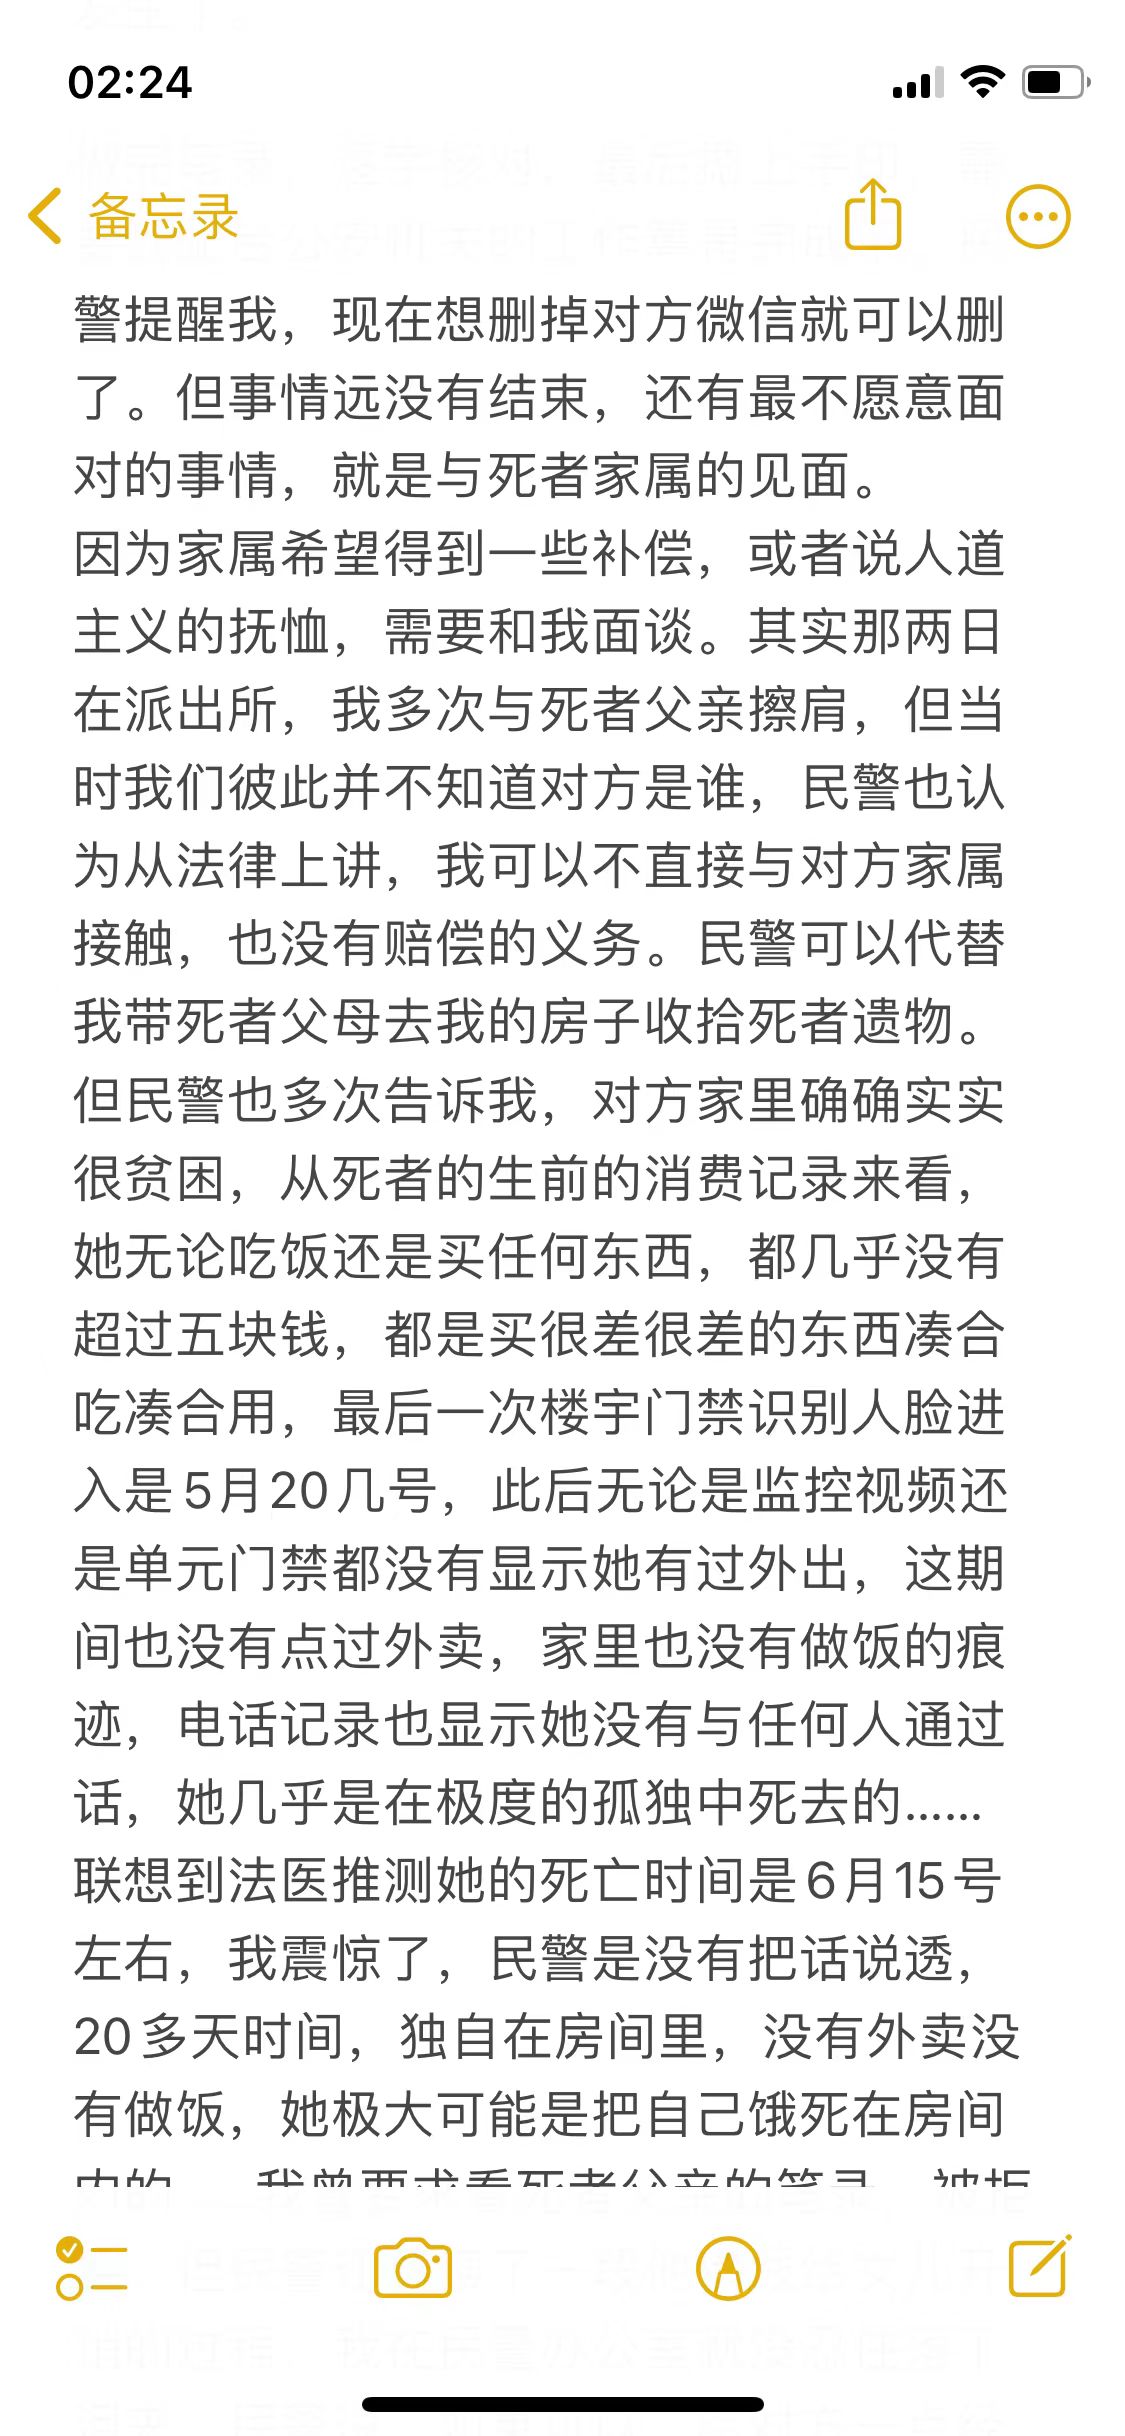 02:24
备忘录
警提醒我，现在想删掉对方微信就可以删
了。但事情远没有结束，还有最不愿意面
对的事情，就是与死者家属的见面。
因为家属希望得到一些补偿，或者说人道
主义的抚恤，需要和我面谈。其实那两日
在派出所，我多次与死者父亲擦肩，但当
时我们彼此并不知道对方是谁，民警也认
为从法律上讲，我可以不直接与对方家属
接触，也没有赔偿的义务。民警可以代替
我带死者父母去我的房子收拾死者遗物。
但民警也多次告诉我，对方家里确确实实
很贫困，从死者的生前的消费记录来看，
她无论吃饭还是买任何东西，都几乎没有
超过五块钱，都是买很差很差的东西凑合
吃凑合用，最后一次楼宇门禁识别人脸进
入是5月20几号，此后无论是监控视频还
是单元门禁都没有显示她有过外出，这期
间也没有点过外卖，家里也没有做饭的痕
迹，电话记录也显示她没有与任何人通过
话，她几乎是在极度的孤独中死去的......
联想到法医推测她的死亡时间是6月15号
左右，我震惊了，民警是没有把话说透，
20多天时间，独自在房间里，没有外卖没
有做饭，她极大可能是把自己饿死在房间
内的 我曾要求看死者父亲的笔录 被拒